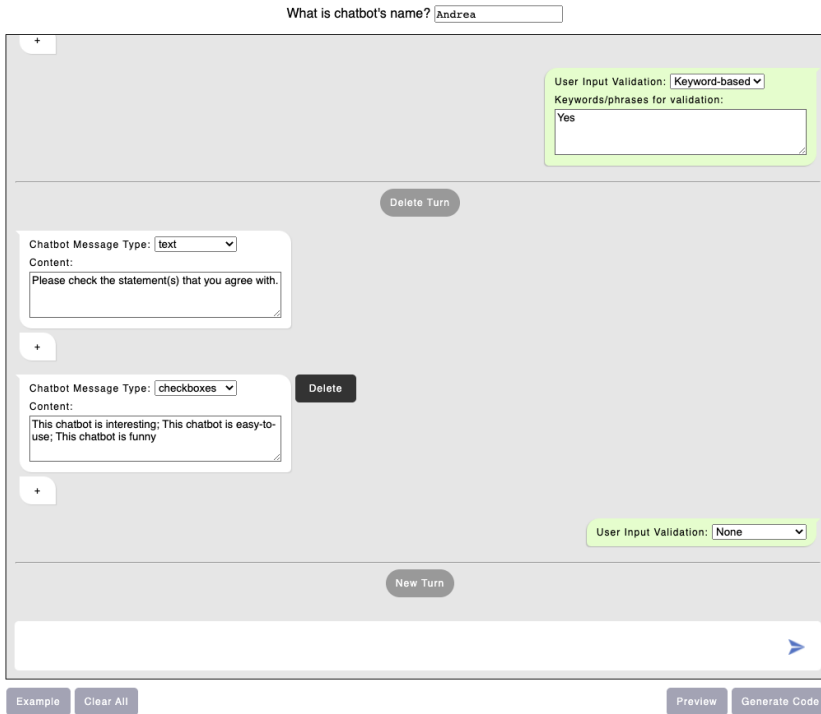 What is chatbot's name? Andrea
+
User Input Validation: Keyword-based
Keywords/phrases for validation:
Yes
Delete Turn
Chatbot Message Type: text
Content:
Please check the statement(s) that you agree with.
+
Chatbot Message Type: checkboxes
Delete
Content:
This chatbot is interesting; This chatbot is easy-to-
use; This chatbot is funny
+
User Input Validation: None
New Turn
Example Clear All Preview Generate Code